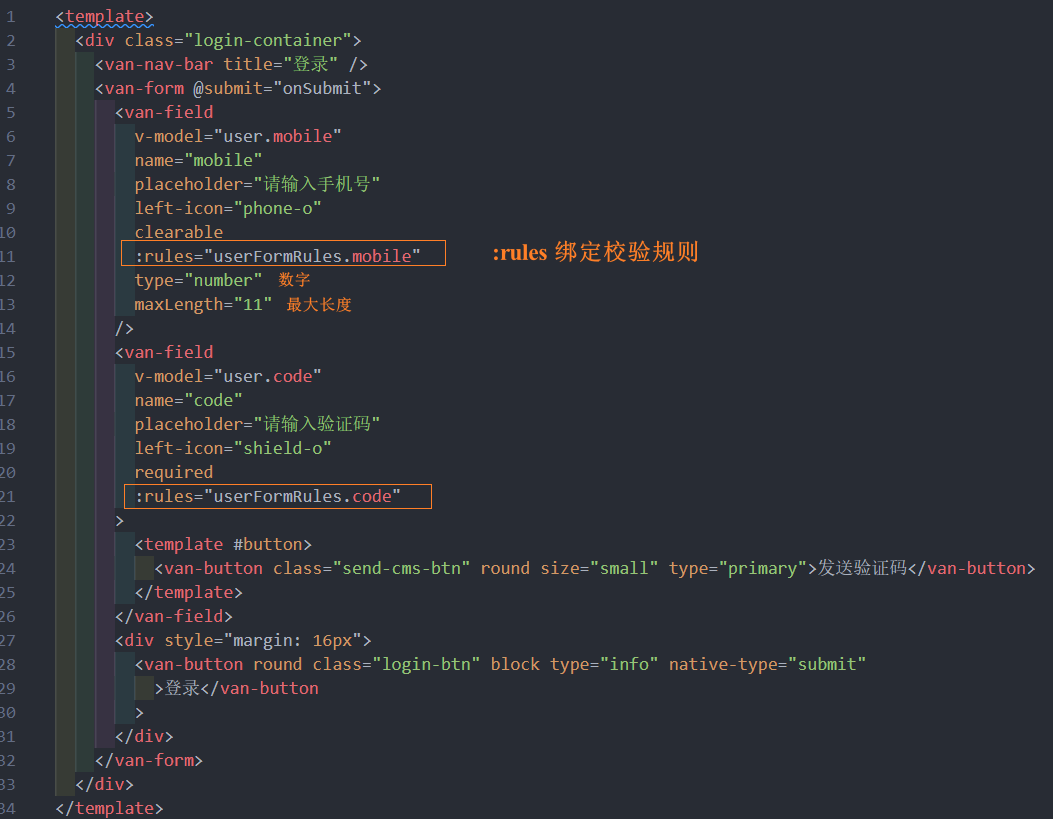 1 <template>
2 <div class="login-container">
3 <van-nav-bar title="登录" />
4 <van-form @submit="onSubmit">
5 <van-field
6 v-model="user.mobile"
7 name="mobile"
8 placeholder="请输入手机号"
9 left-icon="phone-o"
10 clearable
11 :rules="userFormRules.mobile" :rules 绑定校验规则
12 type="number" 数字
13 maxLength="11" 最大长度
14 />
15 <van-field
16 v-model="user.code"
17 name="code"
18 placeholder="请输入验证码"
19 left-icon="shield-o"
20 required
21 :rules="userFormRules.code"
22 >
23 <template #button>
24 <van-button class="send-cms-btn" round size="small" type="primary">发送验证码</van-button>
25 </template>
26 </van-field>
27 <div style="margin: 16px">
28 <van-button round class="login-btn" block type="info" native-type="submit"
29 >登录</van-button
30 >
31 </div>
32 </van-form>
33 </div>
34 </template>